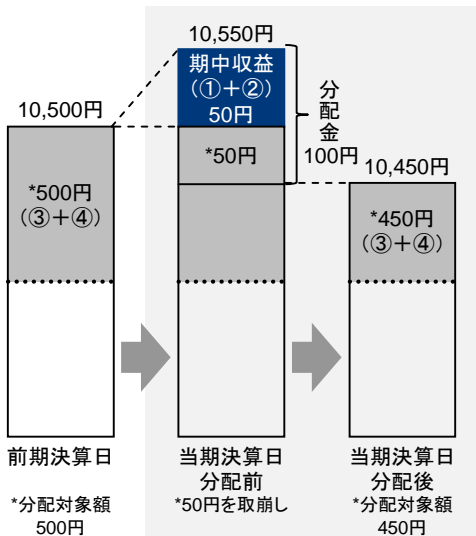 10,500円
*500円
(③+④)
前期決算日
*分配対象額
500円
10,550円
期中収益
(①+②)
50円
*50円
分配金
100円
当期決算日
分配前
*50円を取崩し
10,450円
*450円
(③+④)
当期決算日
分配後
*分配対象額
450円